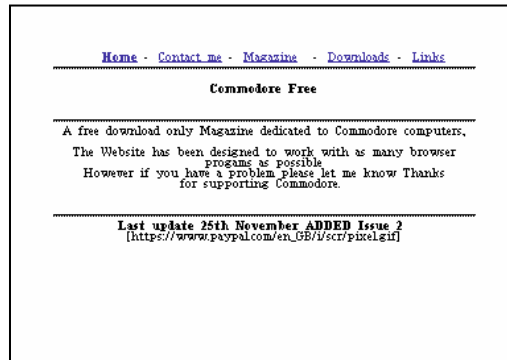 Home - Contact me - Magazine - Downloads - Links
Commodore Free
A free download only Magazine dedicated to Commodore computers,
The Website has been designed to work with as many browser
progams as possible
However if you have a problem please let me know Thanks
for supporting Commodore.
Last update 25th November ADDED Issue 2
[https://www.paypal.com/en_GB/i/scr/pixel.gif]